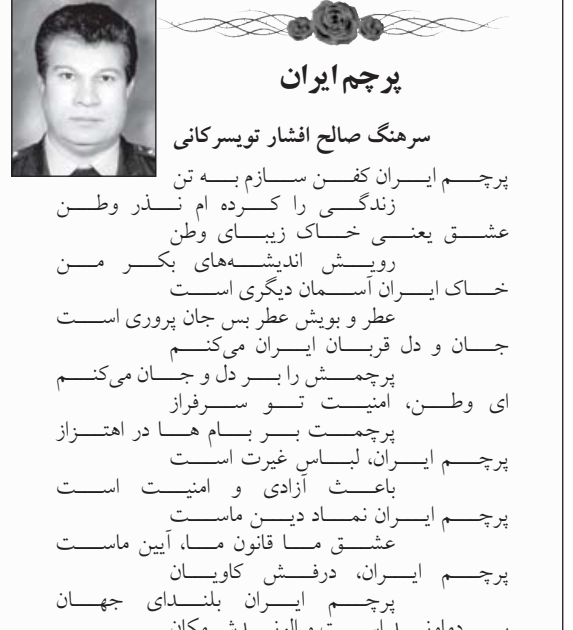 پرچم ایران
سرهنگ صالح افشار تویسرکانی
پرچم ایران کفن سازم به تن
زندگی را کرده ام نذر وطن
عشق یعنی خاک زیبای وطن
رویش اندیشه‌های بکر من
خاک ایران آسمان دیگری است
عطر و بویش عطر بس جان پروری است
جان و دل قربان ایران می‌کنم
پرچمش را بر دل و جان می‌کنم
ای وطن، امنیت تو سرفراز
پرچمت بر بام ها در اهتزاز
پرچم ایران، لباس غیرت است
باعث آزادی و امنیت است
پرچم ایران نماد دین ماست
عشق ما قانون ما، آیین ماست
پرچم ایران، درفش کاویان
پرچم ایران بلندای جهان